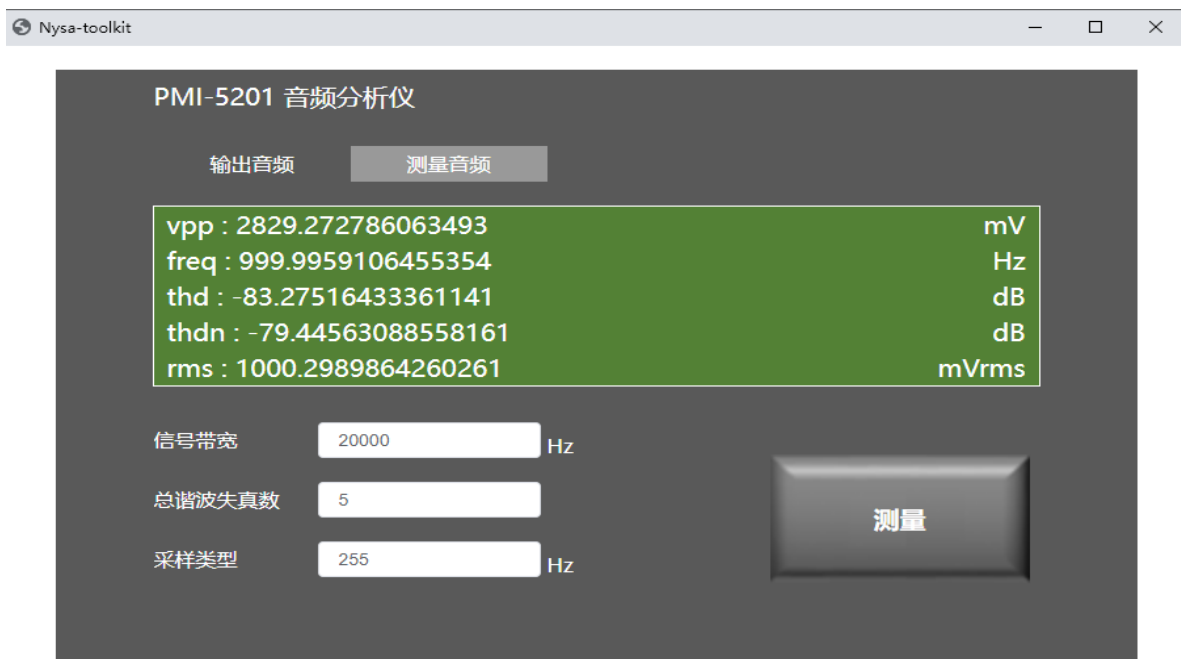 Nysa-toolkit
PMI-5201 音频分析仪
输出音频 测量音频
vpp : 2829.272786063493 mV
freq : 999.9959106455354 Hz
thd : -83.27516433361141 dB
thdn : -79.44563088558161 dB
rms : 1000.2989864260261 mVrms
信号带宽 20000 Hz
总谐波失真数 5
测量
采样类型 255 Hz